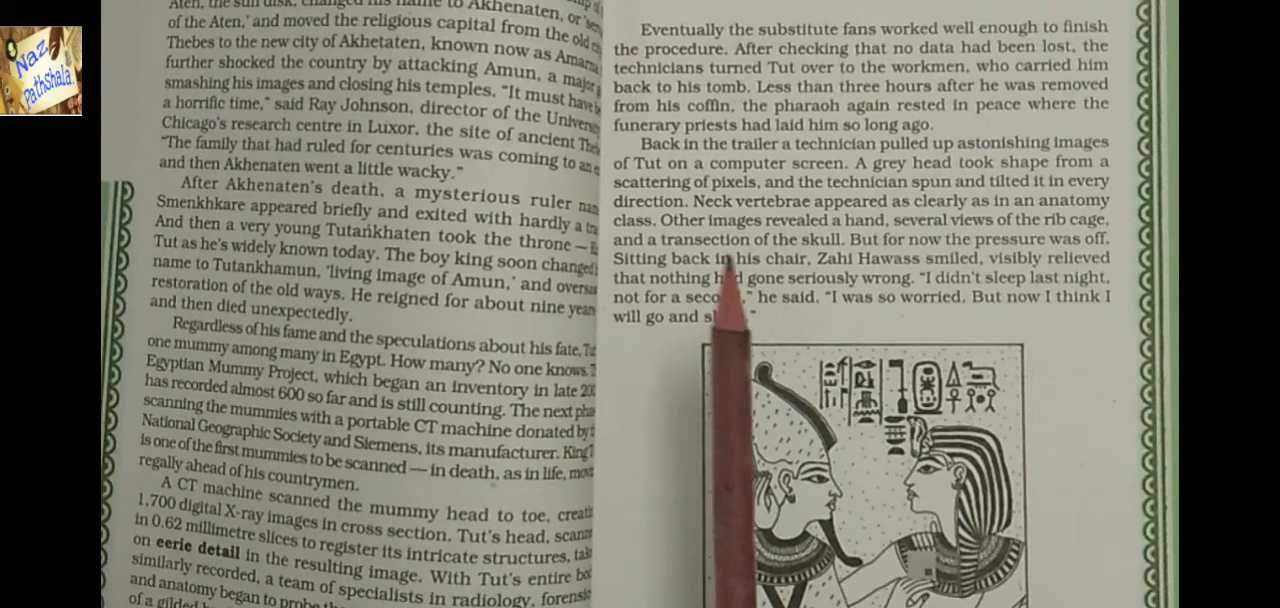 Naz
Pathshala
Aten, the sun disk, changed his name to Akhenaten, or
of the Aten,' and moved the religious capital from the old
Thebes to the new city of Akhetaten, known now as Amarna
further shocked the country by attacking Amun, a major
smashing his images and closing his temples. "It must have
a horrific time," said Ray Johnson, director of the
Chicago's research centre in Luxor, the site of ancient
"The family that had ruled for centuries was coming to an
and then Akhenaten went a little wacky."
After Akhenaten's death, a mysterious ruler
Smenkhkare appeared briefly and exited with hardly a
And then a very young Tutankhaten took the throne —
Tut as he's widely known today. The boy king soon changed
name to Tutankhamun, 'living image of Amun,' and
restoration of the old ways. He reigned for about nine years
and then died unexpectedly.
Regardless of his fame and the speculations about his fate,
one mummy among many in Egypt. How many? No one knows.
Egyptian Mummy Project, which began an inventory in late
has recorded almost 600 so far and is still counting. The next
scanning the mummies with a portable CT machine donated by
National Geographic Society and Siemens, its manufacturer. King
is one of the first mummies to be scanned — in death, as in life,
regally ahead of his countrymen.
A CT machine scanned the mummy head to toe,
1,700 digital X-ray images in cross section. Tut's head,
in 0.62 millimetre slices to register its intricate structures,
on eerie detail in the resulting image. With Tut's entire
similarly recorded, a team of specialists in radiology,
and anatomy began to probe
of a gilded
Eventually the substitute fans worked well enough to finish
the procedure. After checking that no data had been lost, the
technicians turned Tut over to the workmen, who carried him
back to his tomb. Less than three hours after he was removed
from his coffin, the pharaoh again rested in peace where the
funerary priests had laid him so long ago.
Back in the trailer a technician pulled up astonishing images
of Tut on a computer screen. A grey head took shape from a
scattering of pixels, and the technician spun and tilted it in every
direction. Neck vertebrae appeared as clearly as in an anatomy
class. Other images revealed a hand, several views of the rib cage,
and a transection of the skull. But for now the pressure was off.
Sitting back in his chair, Zahi Hawass smiled, visibly relieved
that nothing had gone seriously wrong. "I didn't sleep last night,
not for a " he said. "I was so worried. But now I think I
will go and